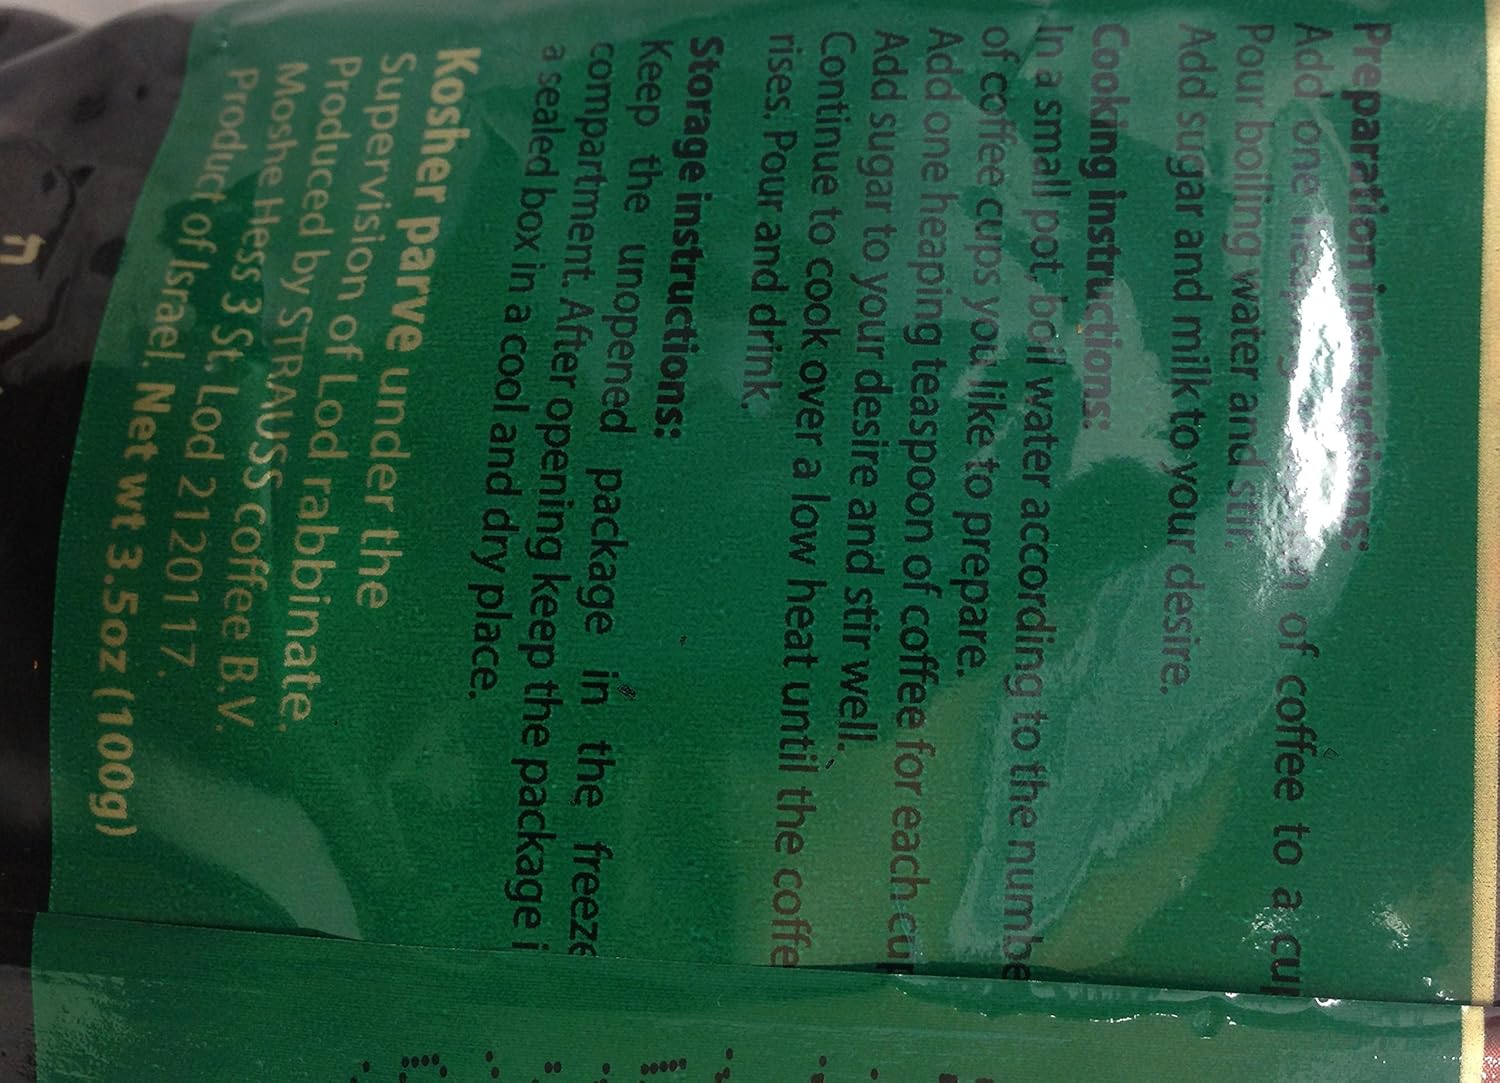 Preparation instructions:
Add one of coffee to a cup
Pour boiling water and stir.
Add sugar and milk to your desire.
Cooking instructions:
In a small pot, boil water according to the numbe
of coffee cups you like to prepare.
Add one heaping teaspoon of coffee for each cup
Add sugar to your desire and stir well.
Continue to cook over a low heat until the coffe
rises. Pour and drink.
Storage instructions:
Keep the unopened package in the freeze
compartment. After opening keep the package i
a sealed box in a cool and dry place.
Kosher parve under the
Supervision of Lod rabbinate.
Produced by STRAUSS coffee B.V.
Moshe Hess 3 St. Lod 2120117.
Product of Israel. Net wt 3.5oz (100g)